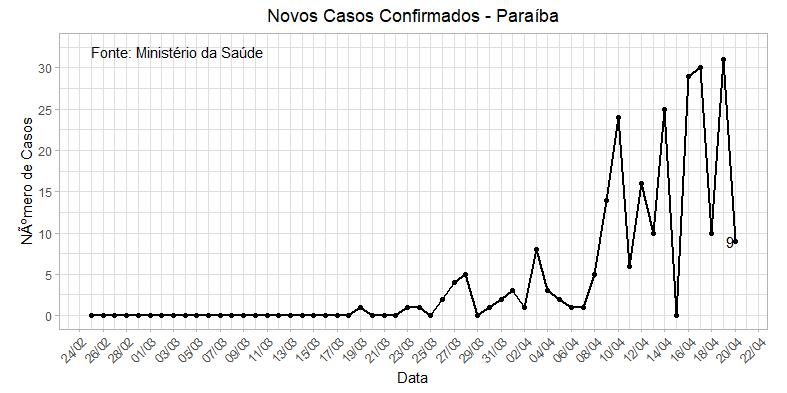 Novos Casos Confirmados - Paraíba
Fonte: Ministério da Saúde
NÃºmero de Casos
30
25
20
15
10
5
0
9
24/02 26/02 28/02 01/03 03/03 05/03 07/03 09/03 11/03 13/03 15/03 17/03 19/03 21/03 23/03 25/03 27/03 29/03 31/03 02/04 04/04 06/04 08/04 10/04 12/04 14/04 16/04 18/04 20/04 22/04
Data